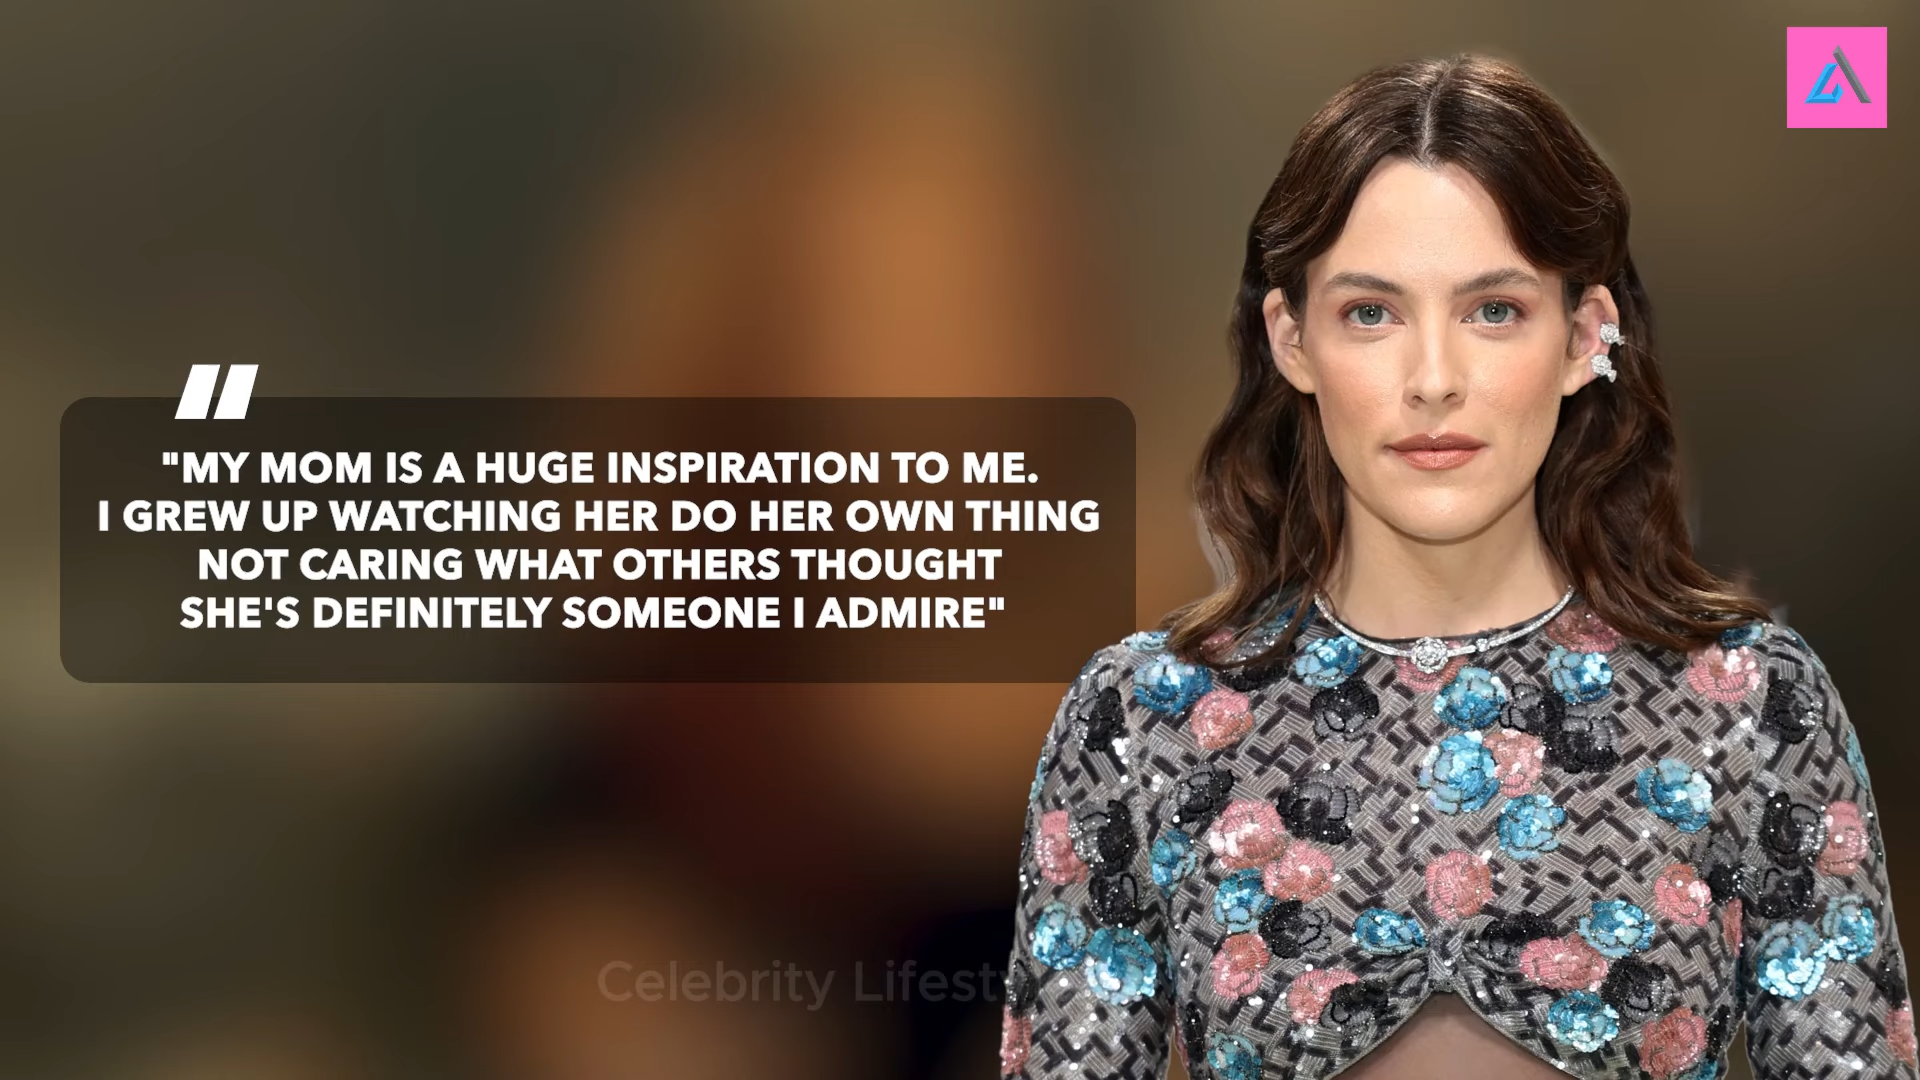 "MY MOM IS A HUGE INSPIRATION TO ME.
I GREW UP WATCHING HER DO HER OWN THING
NOT CARING WHAT OTHERS THOUGHT
SHE'S DEFINITELY SOMEONE I ADMIRE"
Celebrity